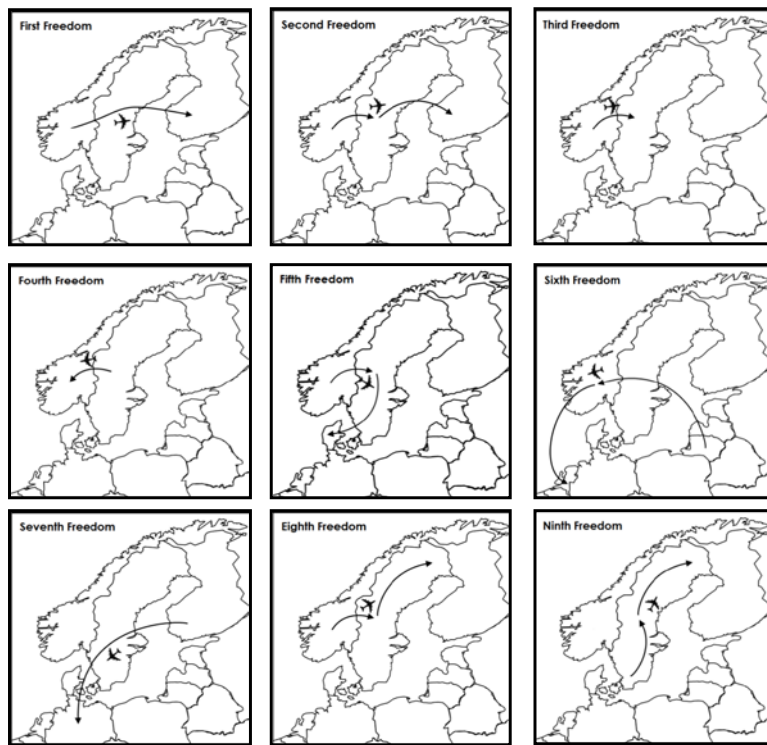 First Freedom
Second Freedom
Third Freedom
Fourth Freedom
Fifth Freedom
Sixth Freedom
Seventh Freedom
Eighth Freedom
Ninth Freedom